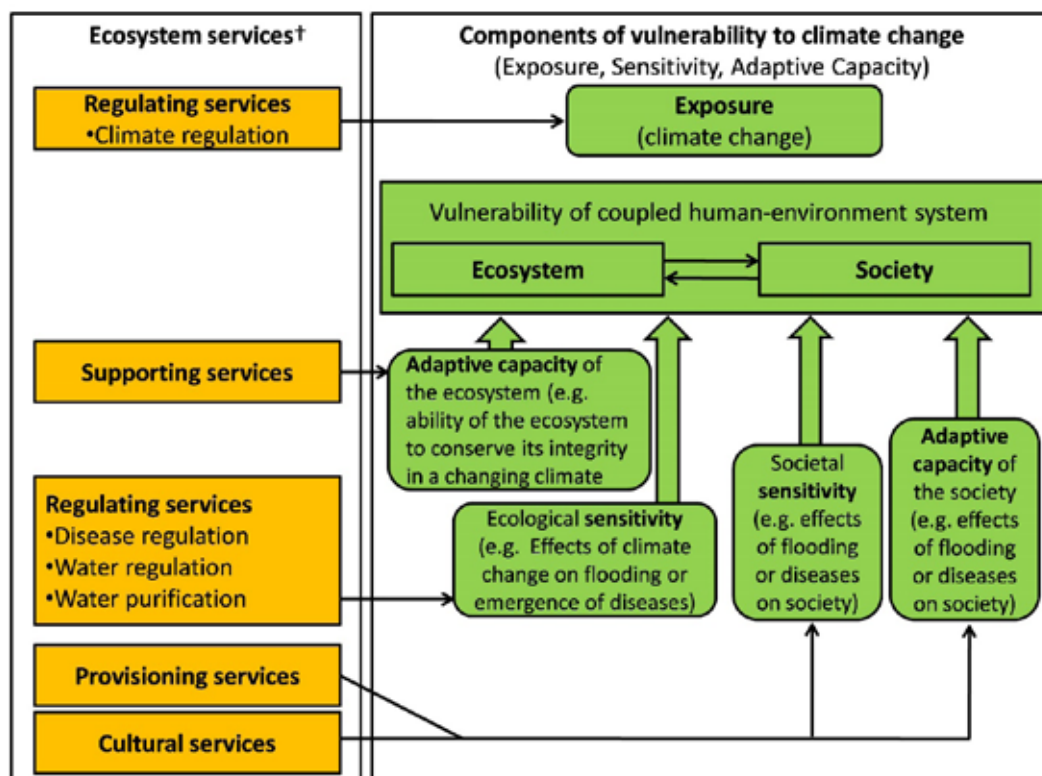 Ecosystem services†
Regulating services
•Climate regulation
Supporting services
Regulating services
•Disease regulation
•Water regulation
•Water purification
Provisioning services
Cultural services
Components of vulnerability to climate change
(Exposure, Sensitivity, Adaptive Capacity)
Exposure
(climate change)
Vulnerability of coupled human-environment system
Ecosystem
Society
Adaptive capacity of
the ecosystem (e.g.
ability of the ecosystem
to conserve its integrity
in a changing climate
Ecological sensitivity
(e.g. Effects of climate
change on flooding or
emergence of diseases)
Societal
sensitivity
(e.g. effects
of flooding
or diseases
on society)
Adaptive
capacity of
the society
(e.g. effects
of flooding
or diseases
on society)